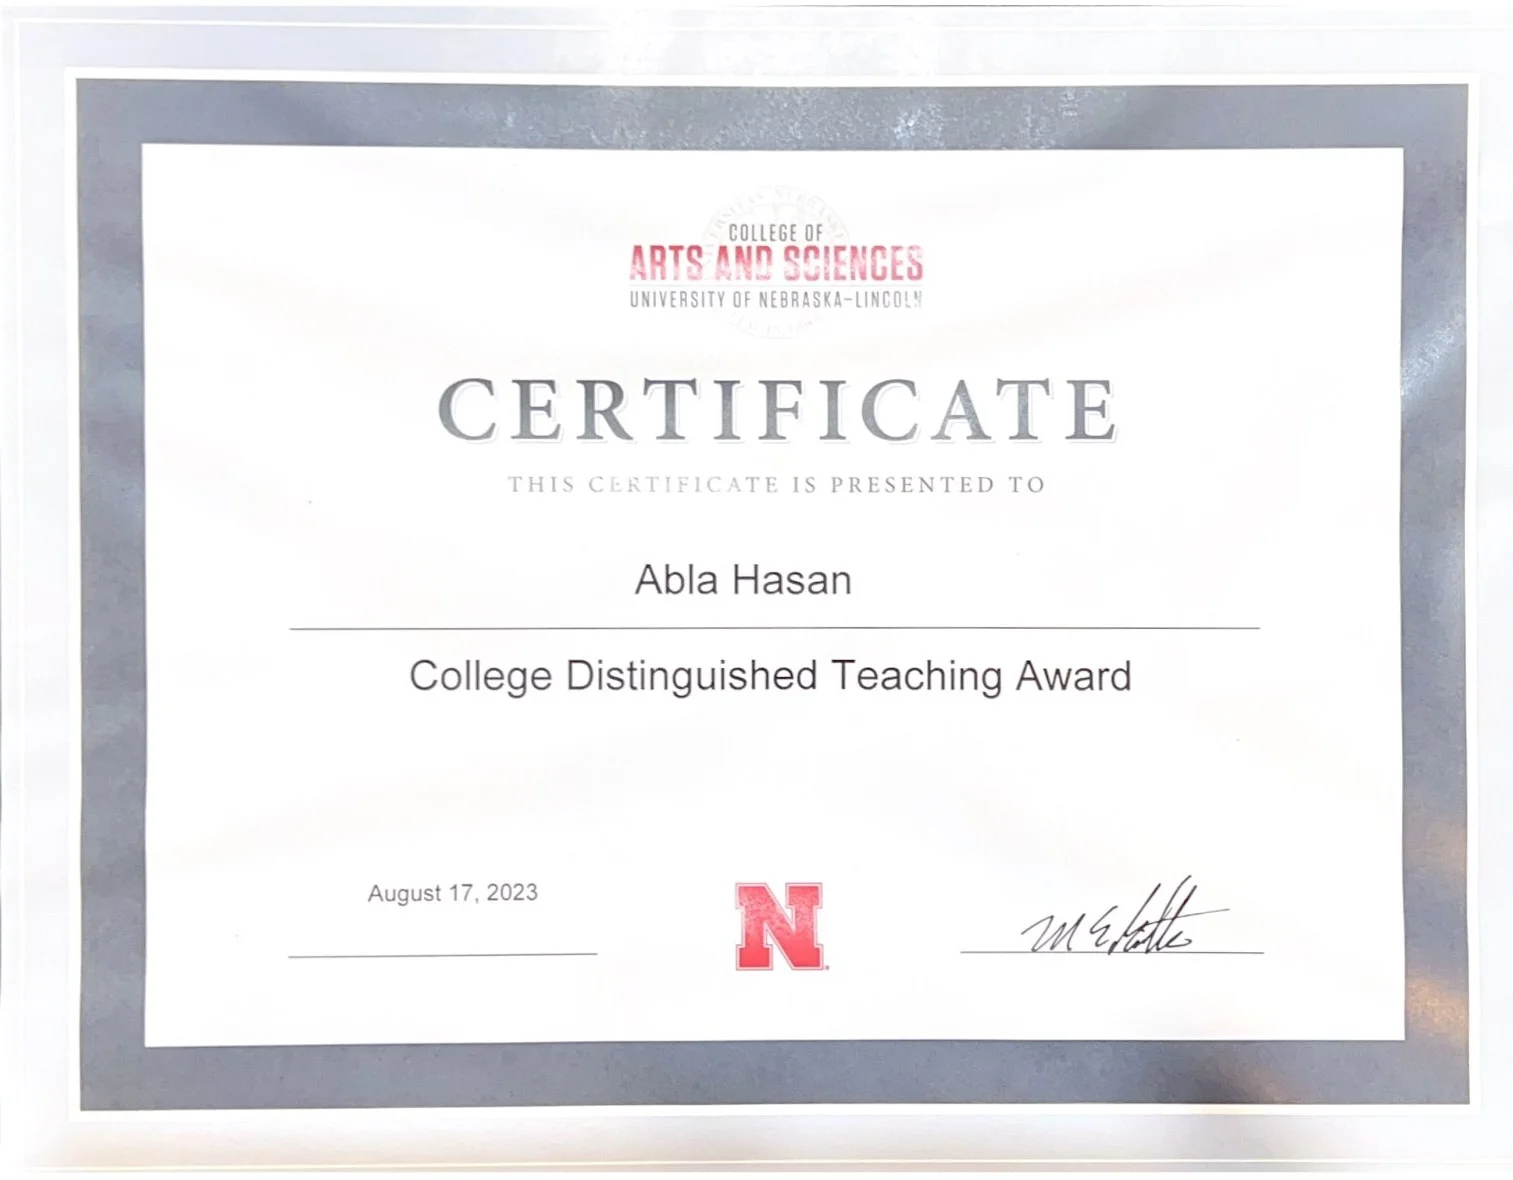 COLLEGE OF
ARTS AND SCIENCES
UNIVERSITY OF NEBRASKA–LINCOLN
CERTIFICATE
THIS CERTIFICATE IS PRESENTED TO
Abla Hasan
College Distinguished Teaching Award
August 17, 2023
N